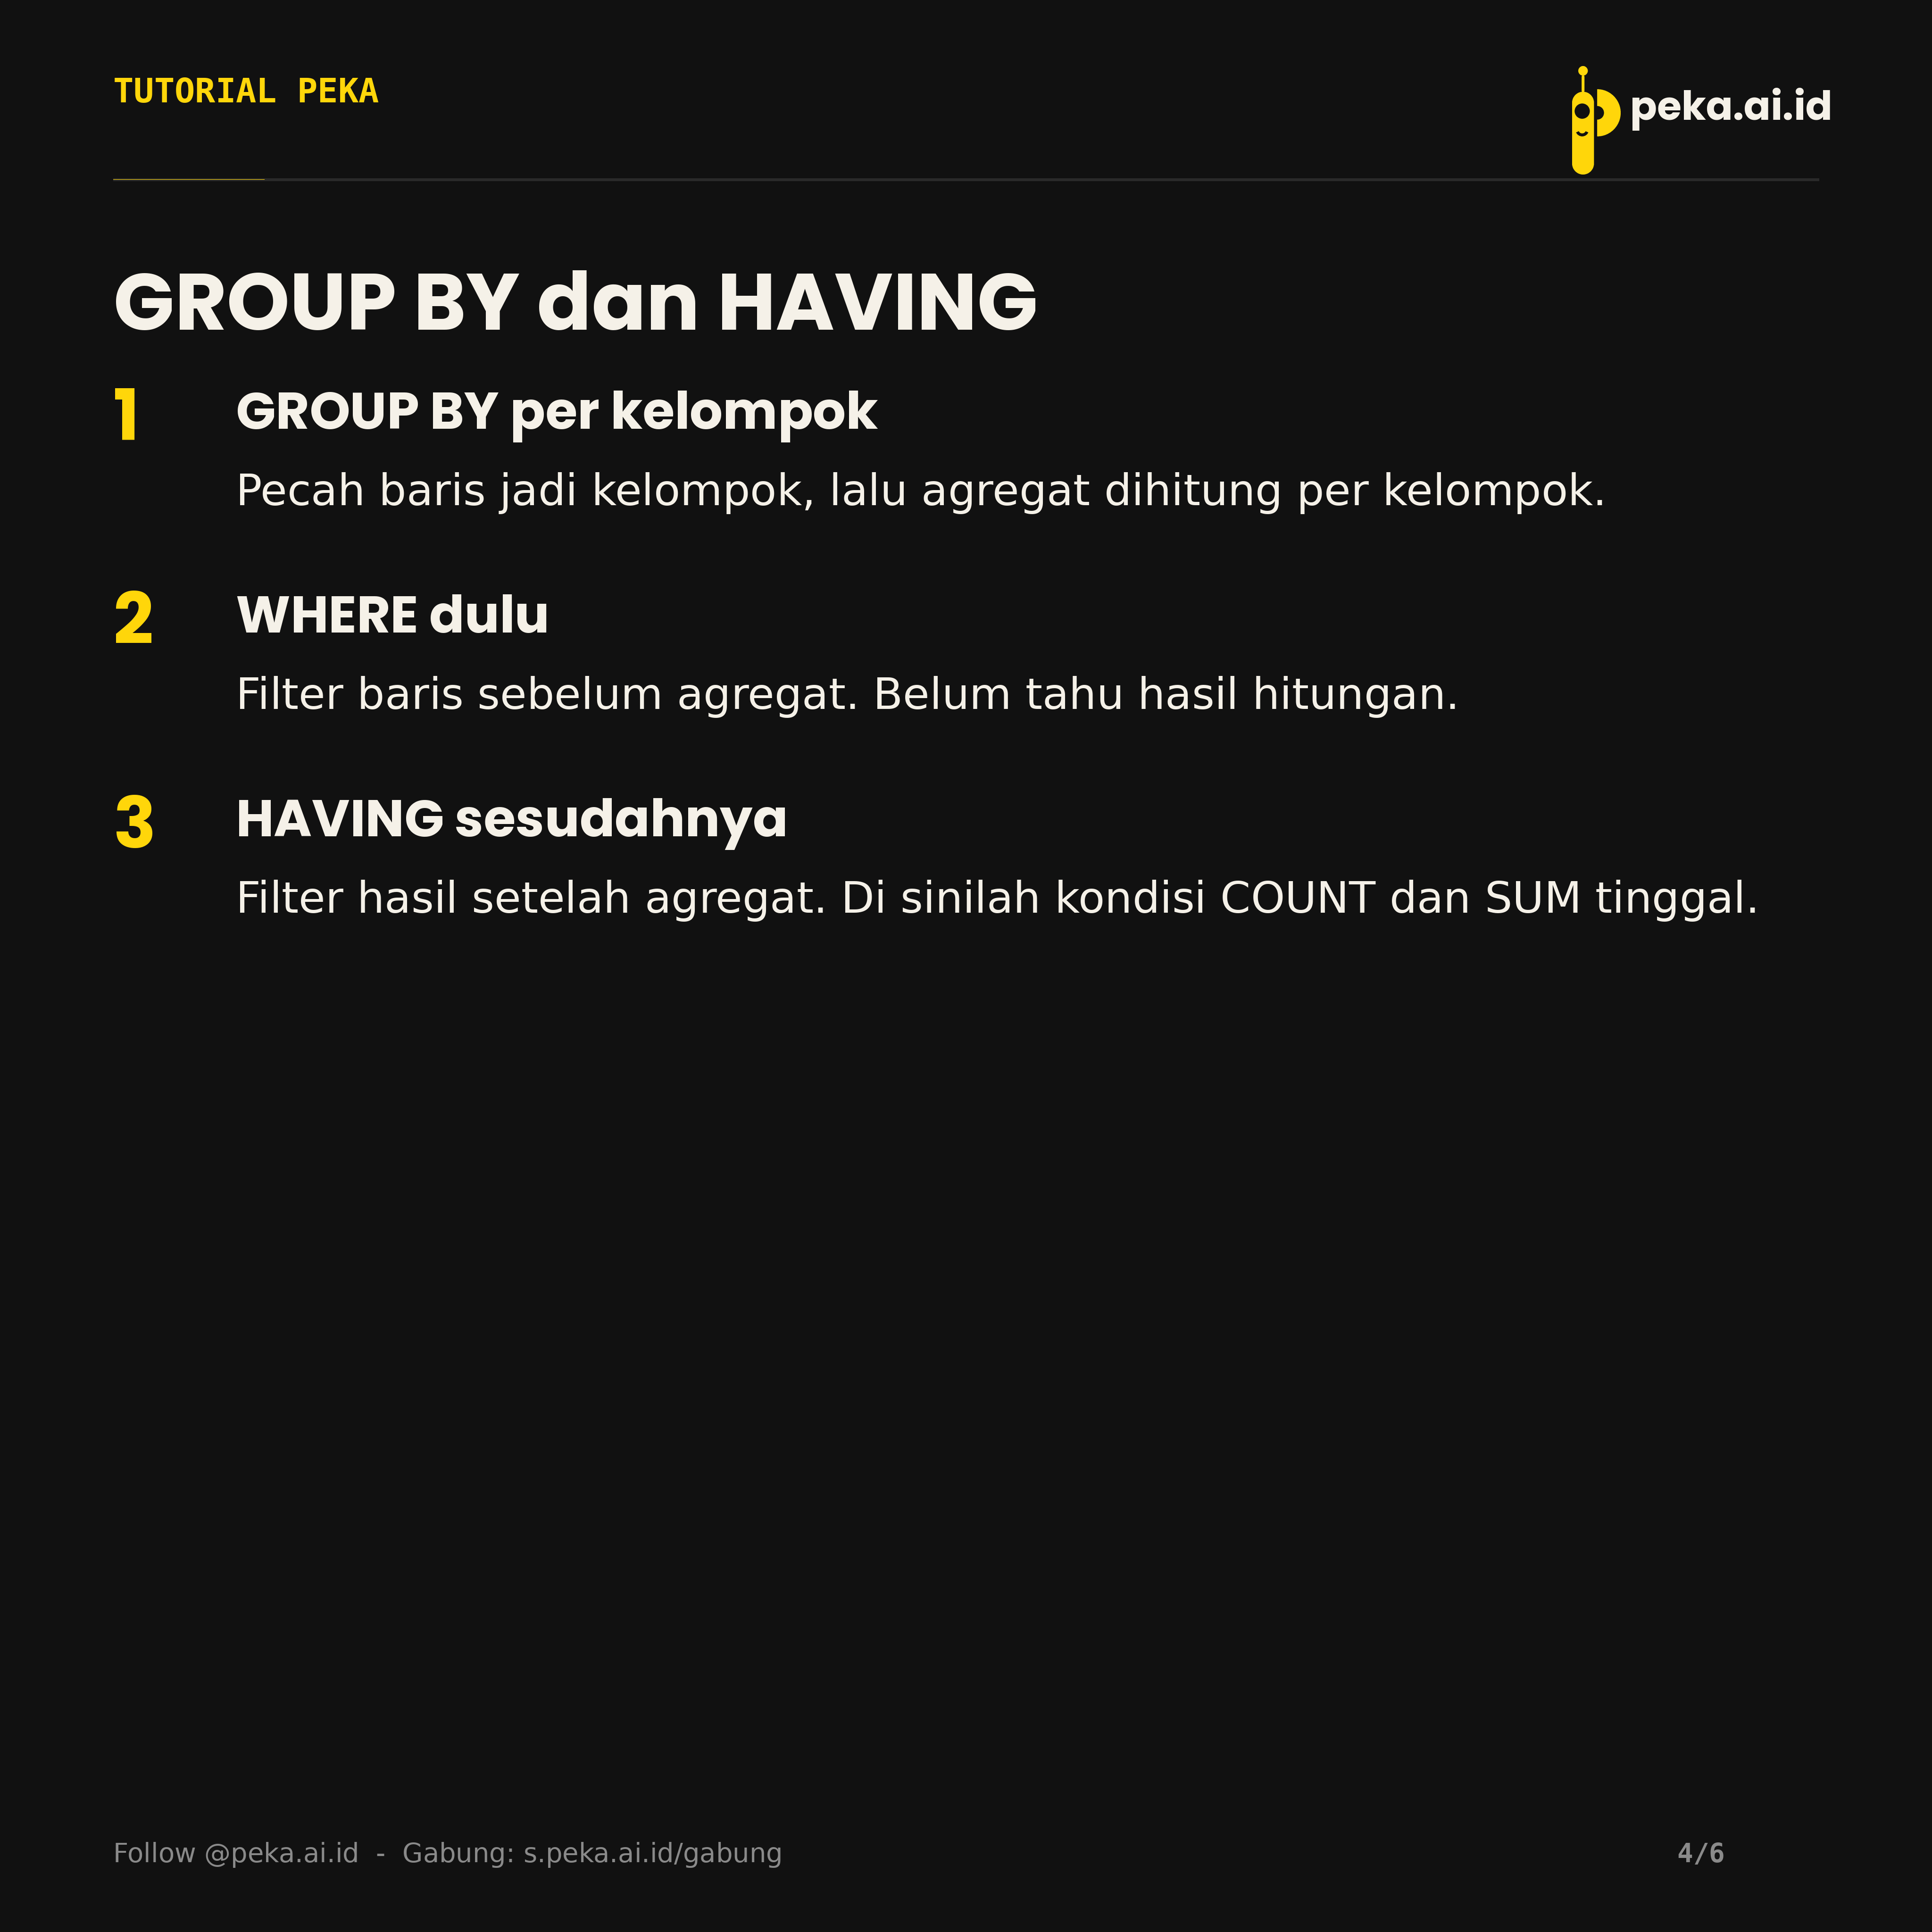 TUTORIAL PEKA
peka.ai.id
GROUP BY dan HAVING
1
GROUP BY per kelompok
Pecah baris jadi kelompok, lalu agregat dihitung per kelompok.
2
WHERE dulu
Filter baris sebelum agregat. Belum tahu hasil hitungan.
3
HAVING sesudahnya
Filter hasil setelah agregat. Di sinilah kondisi COUNT dan SUM tinggal.
Follow @peka.ai.id - Gabung: s.peka.ai.id/gabung
4/6